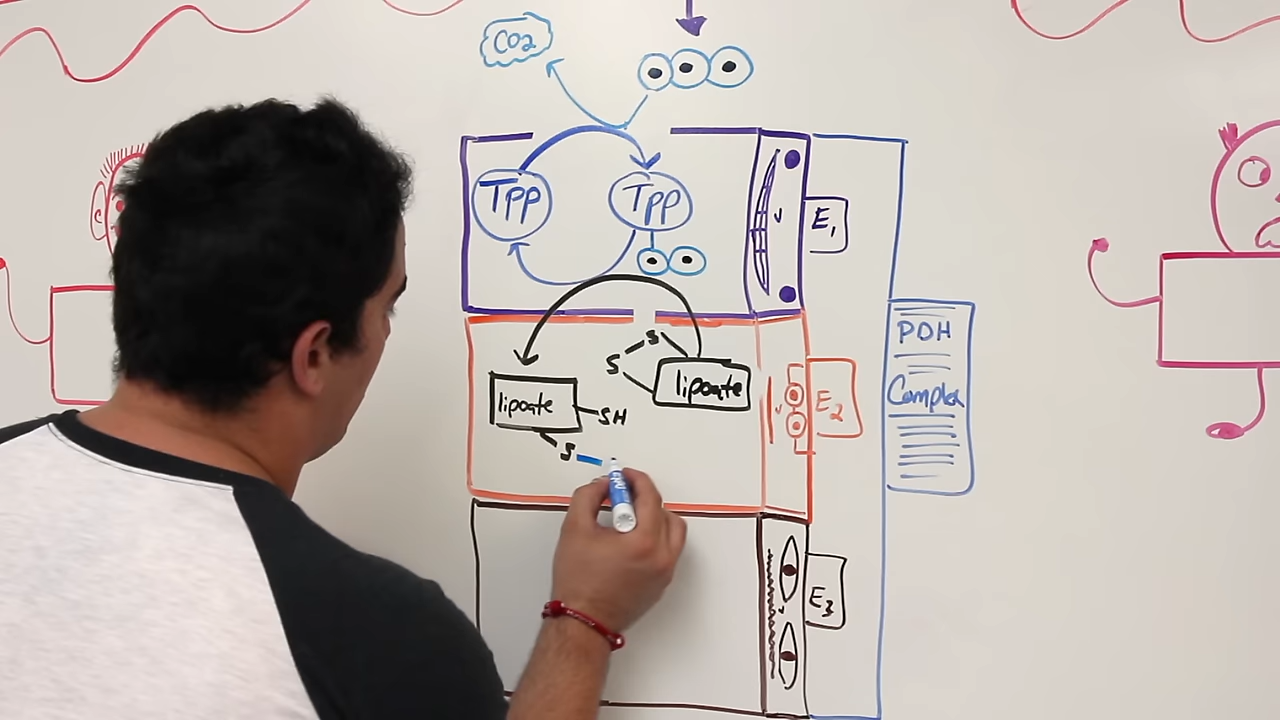 CO2
TPP
TPP
E1
S
S
lipoate
lipoate
SH
S
E2
PDH
Complex
E3